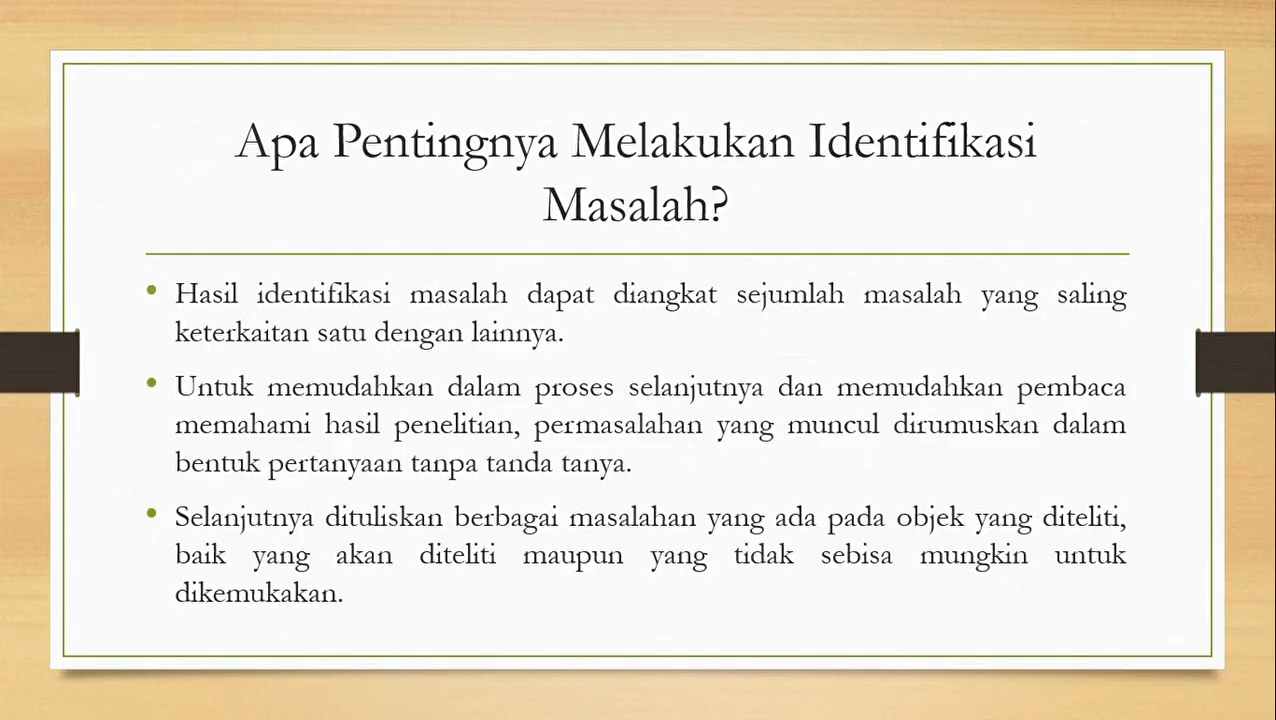 Apa Pentingnya Melakukan Identifikasi
Masalah?
• Hasil identifikasi masalah dapat diangkat sejumlah masalah yang saling
keterkaitan satu dengan lainnya.
• Untuk memudahkan dalam proses selanjutnya dan memudahkan pembaca
memahami hasil penelitian, permasalahan yang muncul dirumuskan dalam
bentuk pertanyaan tanpa tanda tanya.
• Selanjutnya dituliskan berbagai masalahan yang ada pada objek yang diteliti,
baik yang akan diteliti maupun yang tidak sebisa mungkin untuk
dikemukakan.